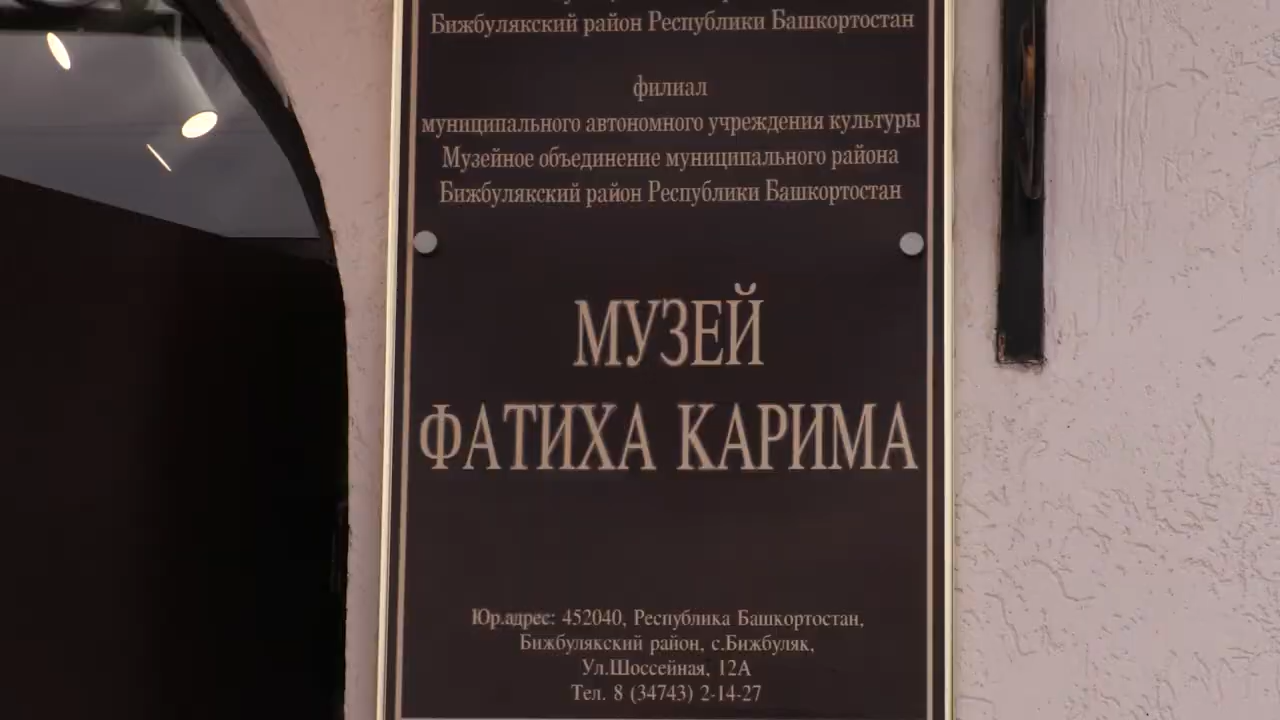 Бижбулякский район Республики Башкортостан
филиал
муниципального автономного учреждения культуры
Музейное объединение муниципального района
Бижбулякский район Республики Башкортостан
МУЗЕЙ
ФАТИХА КАРИМА
Юр.адрес: 452040, Республика Башкортостан,
Бижбулякский район, с.Бижбуляк,
Ул.Шоссейная, 12А
Тел. 8 (34743) 2-14-27